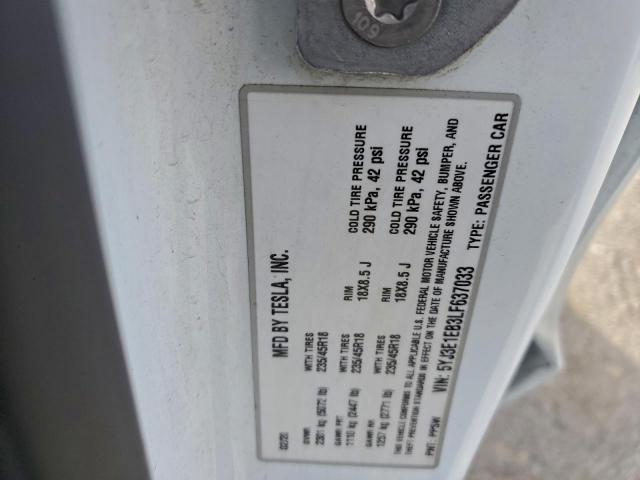 109
MFD BY TESLA, INC.
02/20
GVWR WITH TIRES
2301 kg (5072 lb) 235/45R18
GAWR FRT WITH TIRES RIM COLD TIRE PRESSURE
1110 kg (2447 lb) 235/45R18 18X8.5 J 290 kPa, 42 psi
GAWR RR WITH TIRES RIM COLD TIRE PRESSURE
1257 kg (2771 lb) 235/45R18 18X8.5 J 290 kPa, 42 psi
THIS VEHICLE CONFORMS TO ALL APPLICABLE U.S. FEDERAL MOTOR VEHICLE SAFETY, BUMPER, AND
THEFT PREVENTION STANDARDS IN EFFECT ON THE DATE OF MANUFACTURE SHOWN ABOVE.
VIN: 5YJ3E1EB3LF637033 TYPE: PASSENGER CAR
PNT: PPSW